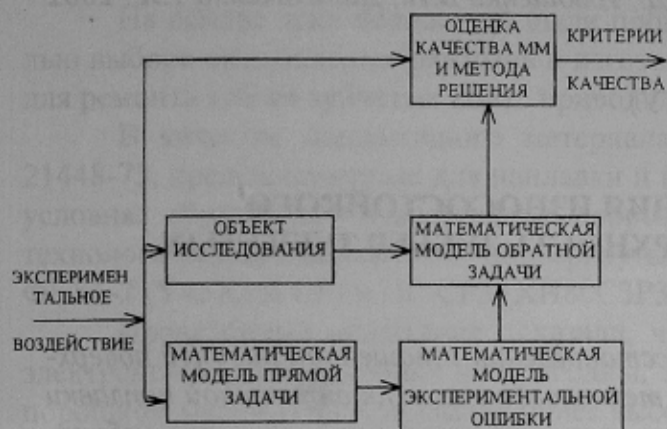 ОЦЕНКА
КАЧЕСТВА ММ
И МЕТОДА
РЕШЕНИЯ
КРИТЕРИИ
КАЧЕСТВА
ОБЪЕКТ
ИССЛЕДОВАНИЯ
МАТЕМАТИЧЕСКАЯ
МОДЕЛЬ ОБРАТНОЙ
ЗАДАЧИ
ЭКСПЕРИМЕН
ТАЛЬНОЕ
ВОЗДЕЙСТВИЕ
МАТЕМАТИЧЕСКАЯ
МОДЕЛЬ ПРЯМОЙ
ЗАДАЧИ
МАТЕМАТИЧЕСКАЯ
МОДЕЛЬ
ЭКСПЕРИМЕНТАЛЬНОЙ
ОШИБКИ